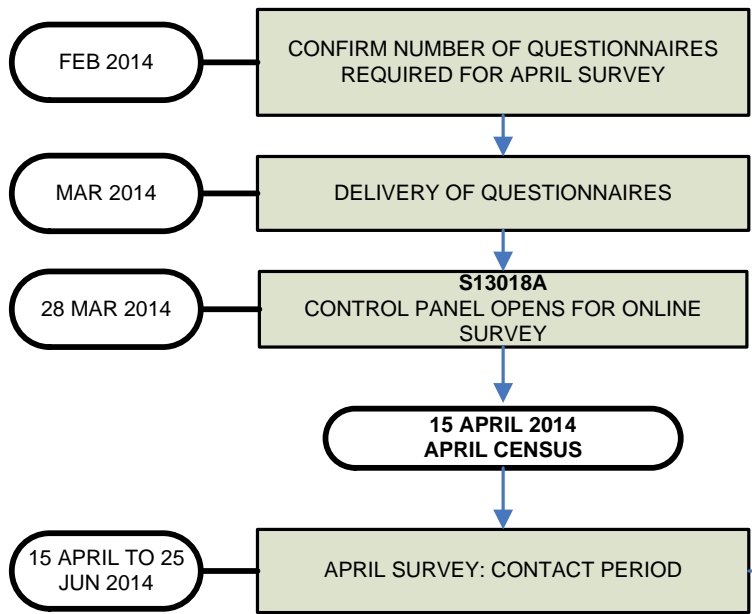 FEB 2014
CONFIRM NUMBER OF QUESTIONNAIRES
REQUIRED FOR APRIL SURVEY
MAR 2014
DELIVERY OF QUESTIONNAIRES
28 MAR 2014
S13018A
CONTROL PANEL OPENS FOR ONLINE
SURVEY
15 APRIL 2014
APRIL CENSUS
15 APRIL TO 25
JUN 2014
APRIL SURVEY: CONTACT PERIOD